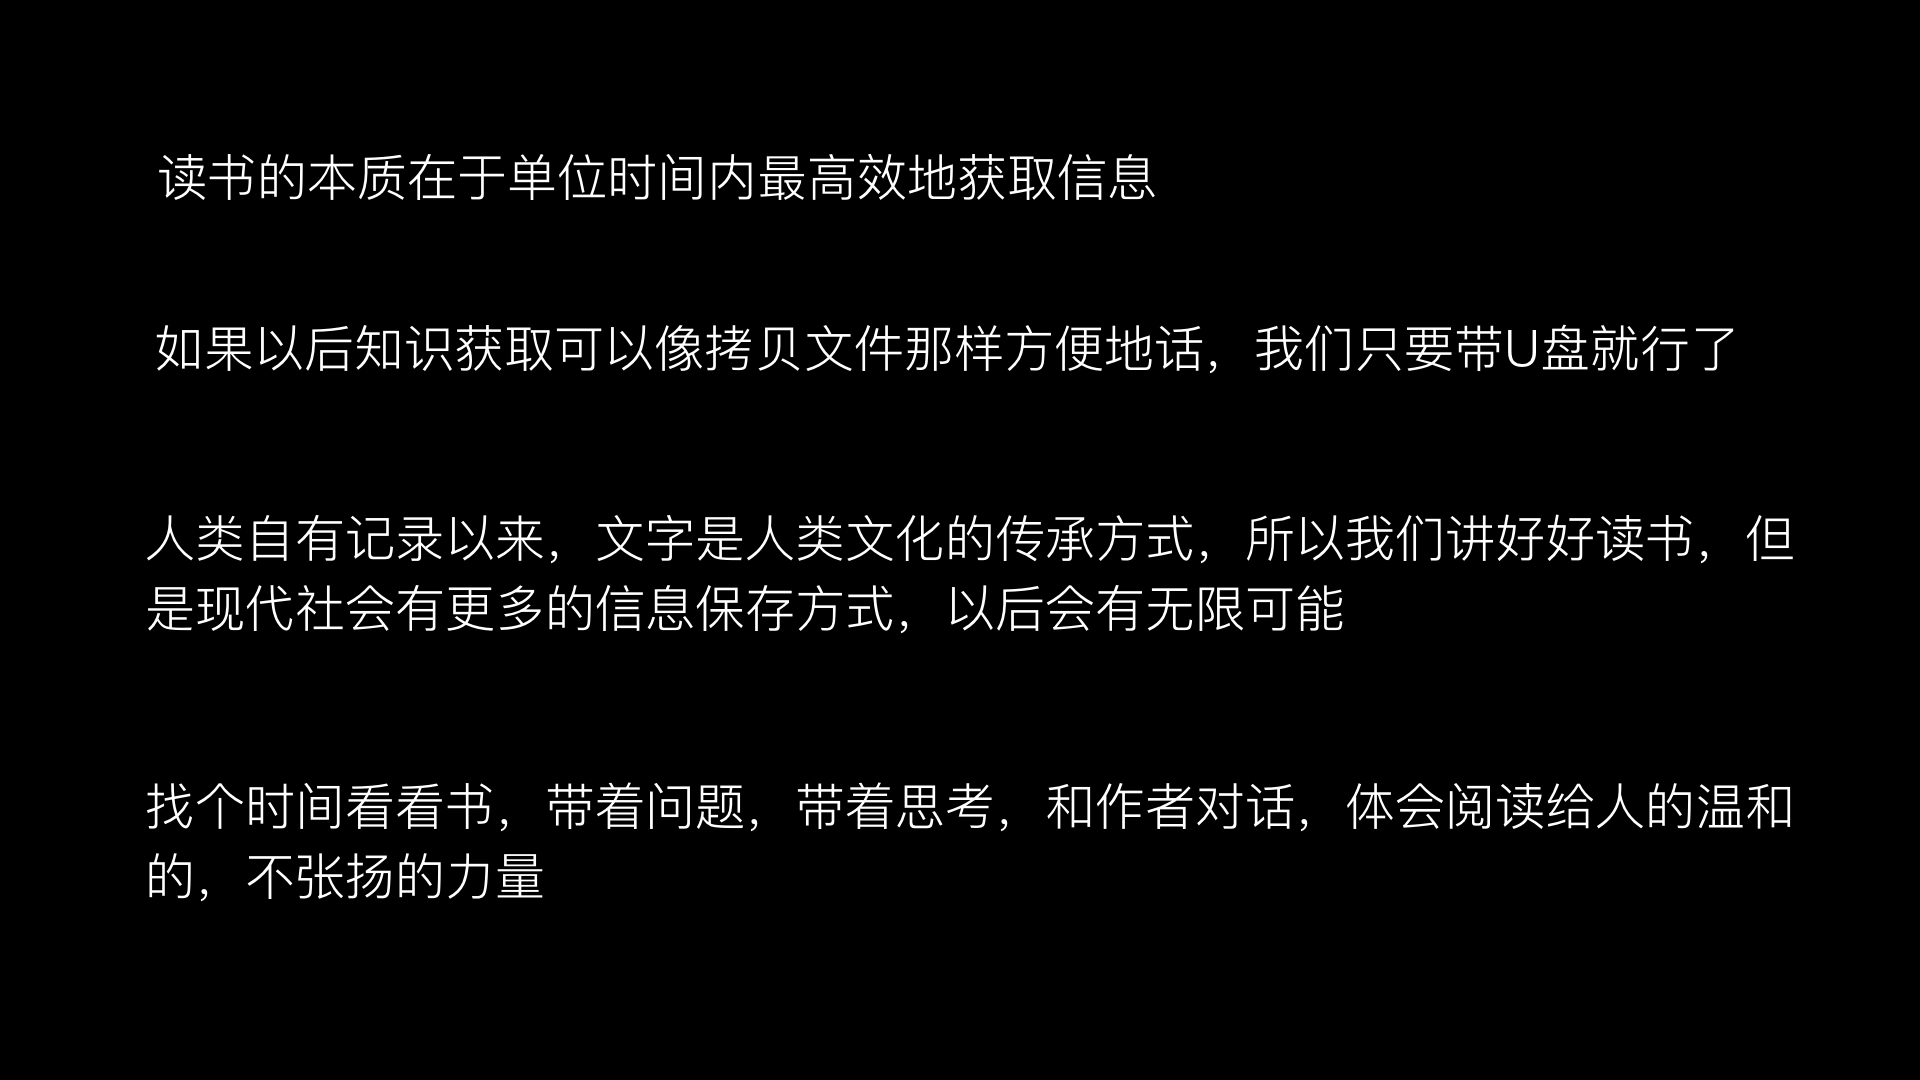 读书的本质在于单位时间内最高效地获取信息
如果以后知识获取可以像拷贝文件那样方便地话，我们只要带U盘就行了
人类自有记录以来，文字是人类文化的传承方式，所以我们讲好好读书，但
是现代社会有更多的信息保存方式，以后会有无限可能
找个时间看看书，带着问题，带着思考，和作者对话，体会阅读给人的温和
的，不张扬的力量